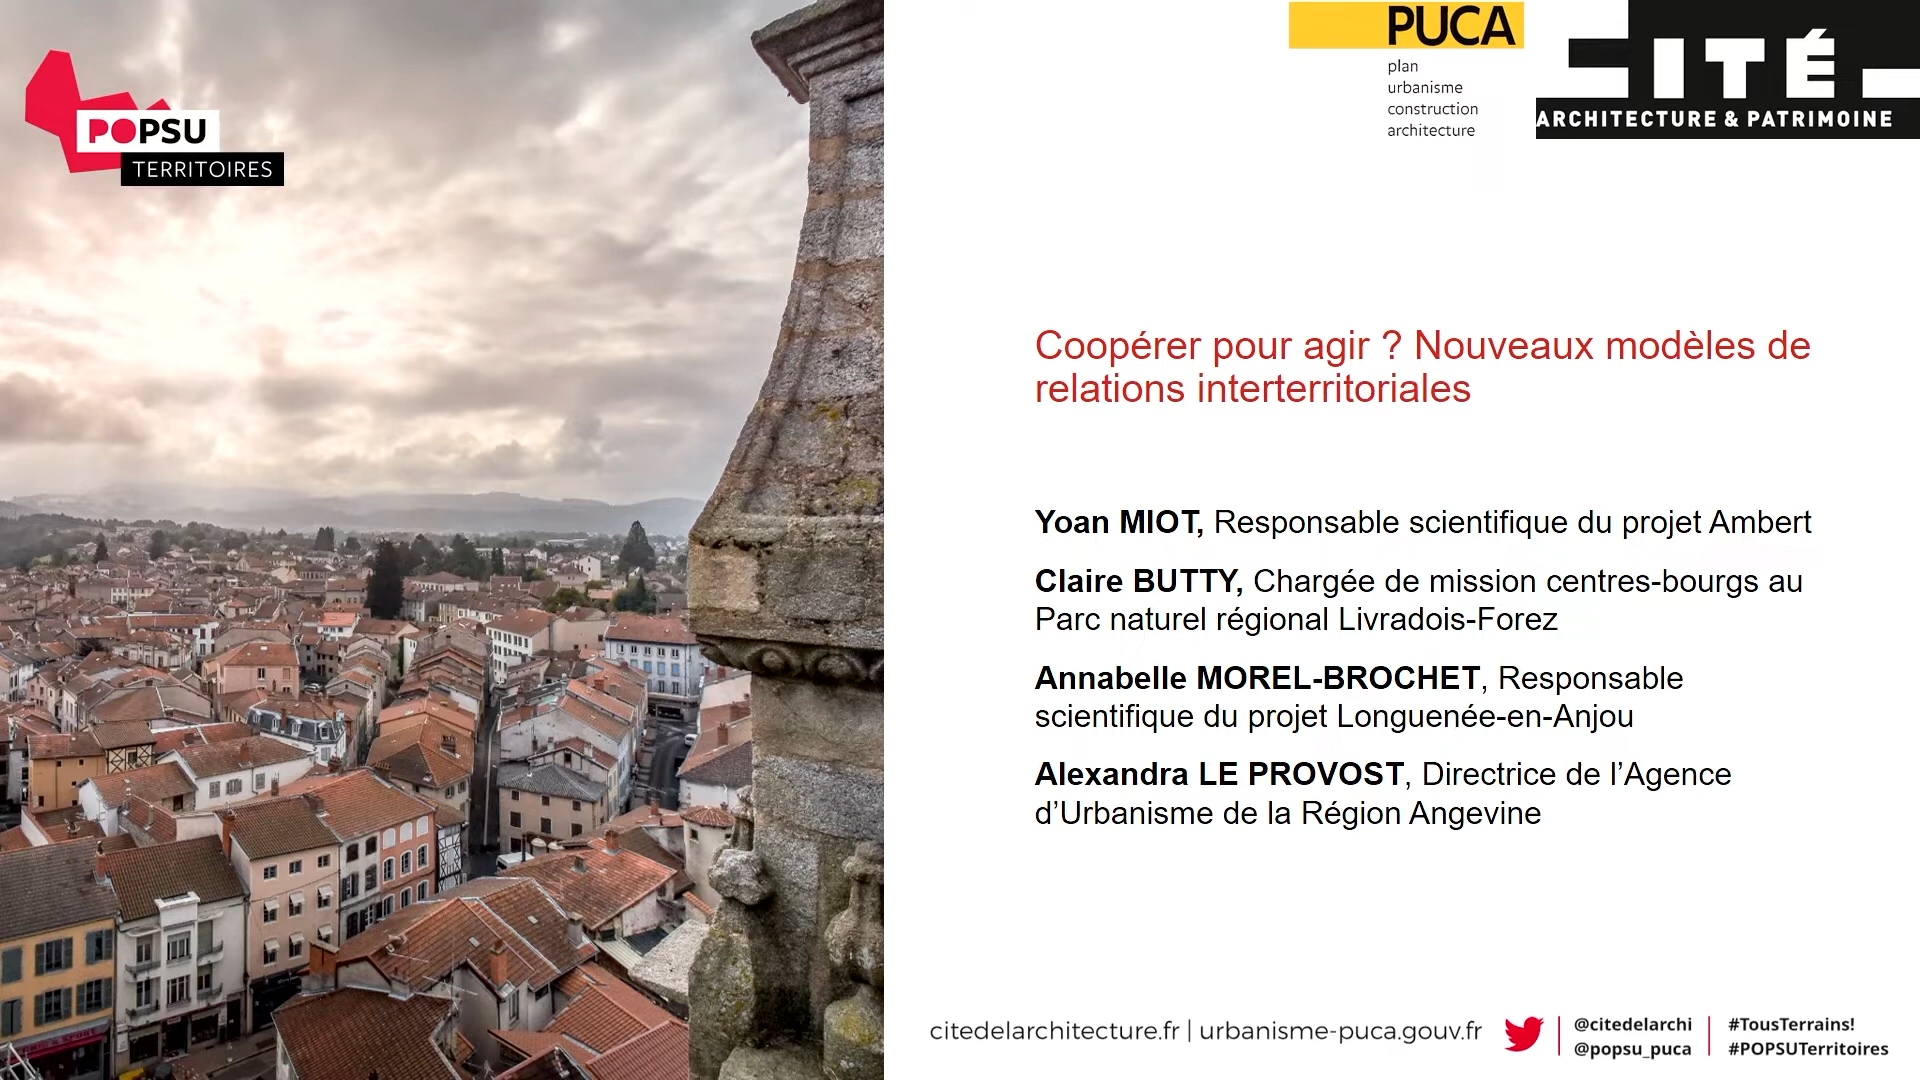 POPSU
TERRITOIRES
PUCA
plan
urbanisme
construction
architecture
CITÉ
ARCHITECTURE & PATRIMOINE
Coopérer pour agir ? Nouveaux modèles de
relations interterritoriales
Yoan MIOT, Responsable scientifique du projet Ambert
Claire BUTTY, Chargée de mission centres-bourgs au
Parc naturel régional Livradois-Forez
Annabelle MOREL-BROCHET, Responsable
scientifique du projet Longuenée-en-Anjou
Alexandra LE PROVOST, Directrice de l’Agence
d’Urbanisme de la Région Angevine
citedelarchitecture.fr | urbanisme-puca.gouv.fr
@citedelarchi
@popsu_puca
#TousTerrains!
#POPSUTerritoires